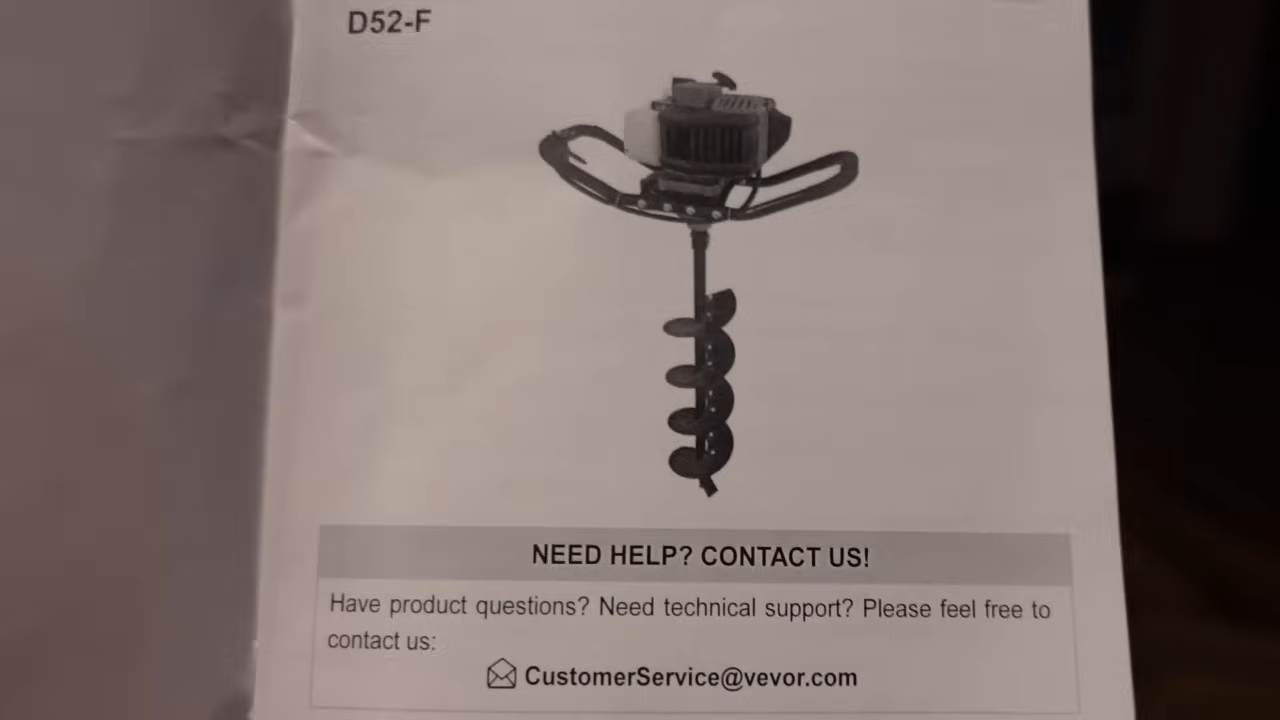 D52-F
NEED HELP? CONTACT US!
Have product questions? Need technical support? Please feel free to
contact us:
CustomerService@vevor.com